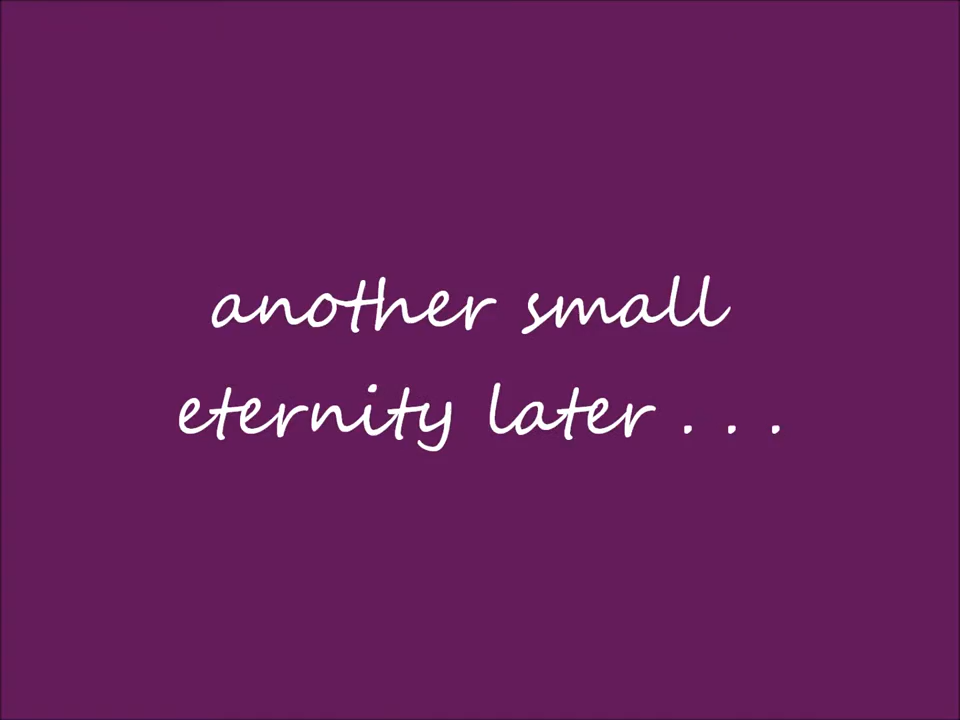 another small
eternity later . . .